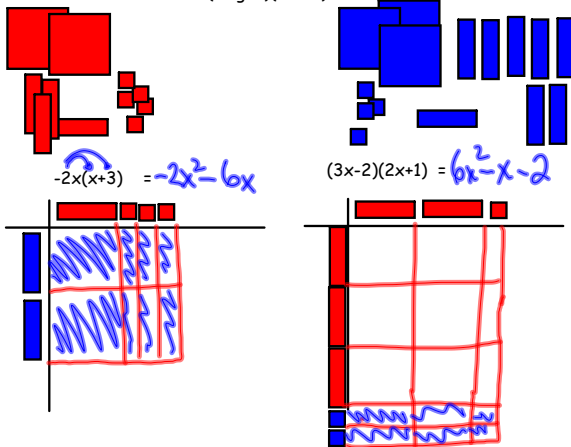 -2x(x+3) = -2x² - 6x
(3x-2)(2x+1) = 6x² - x - 2